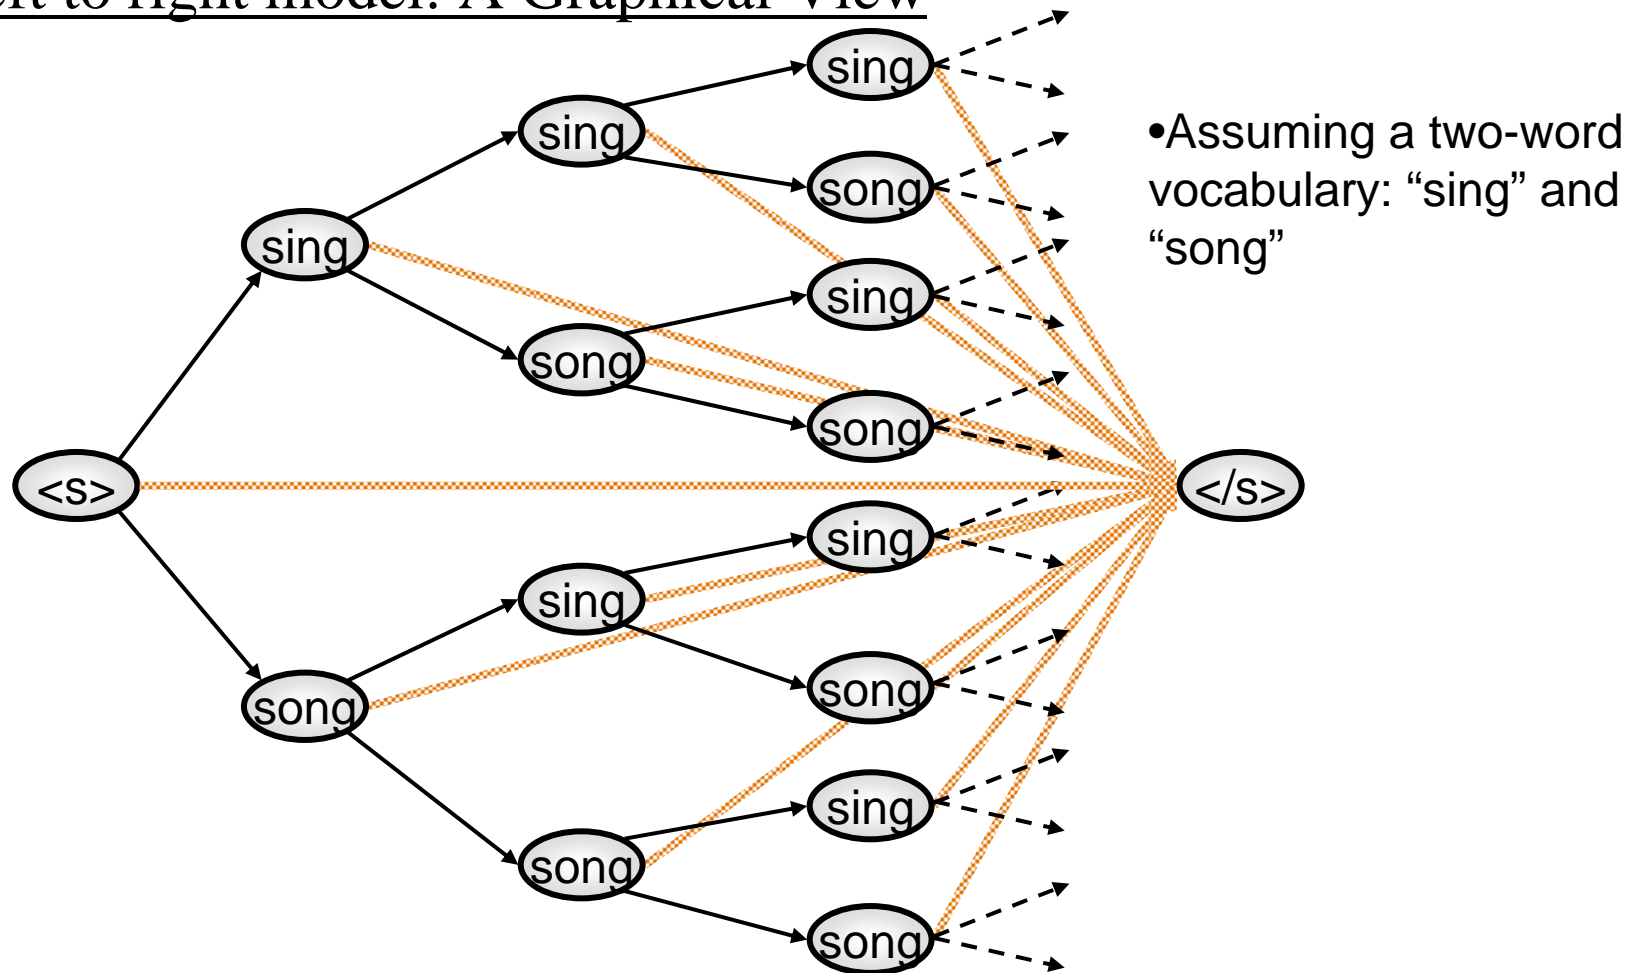 to right model: A Graphical View
sing
sing
song
sing
sing
song
sing
song
<s>
</s>
sing
sing
song
song
sing
song
song
•Assuming a two-word
vocabulary: “sing” and
“song”